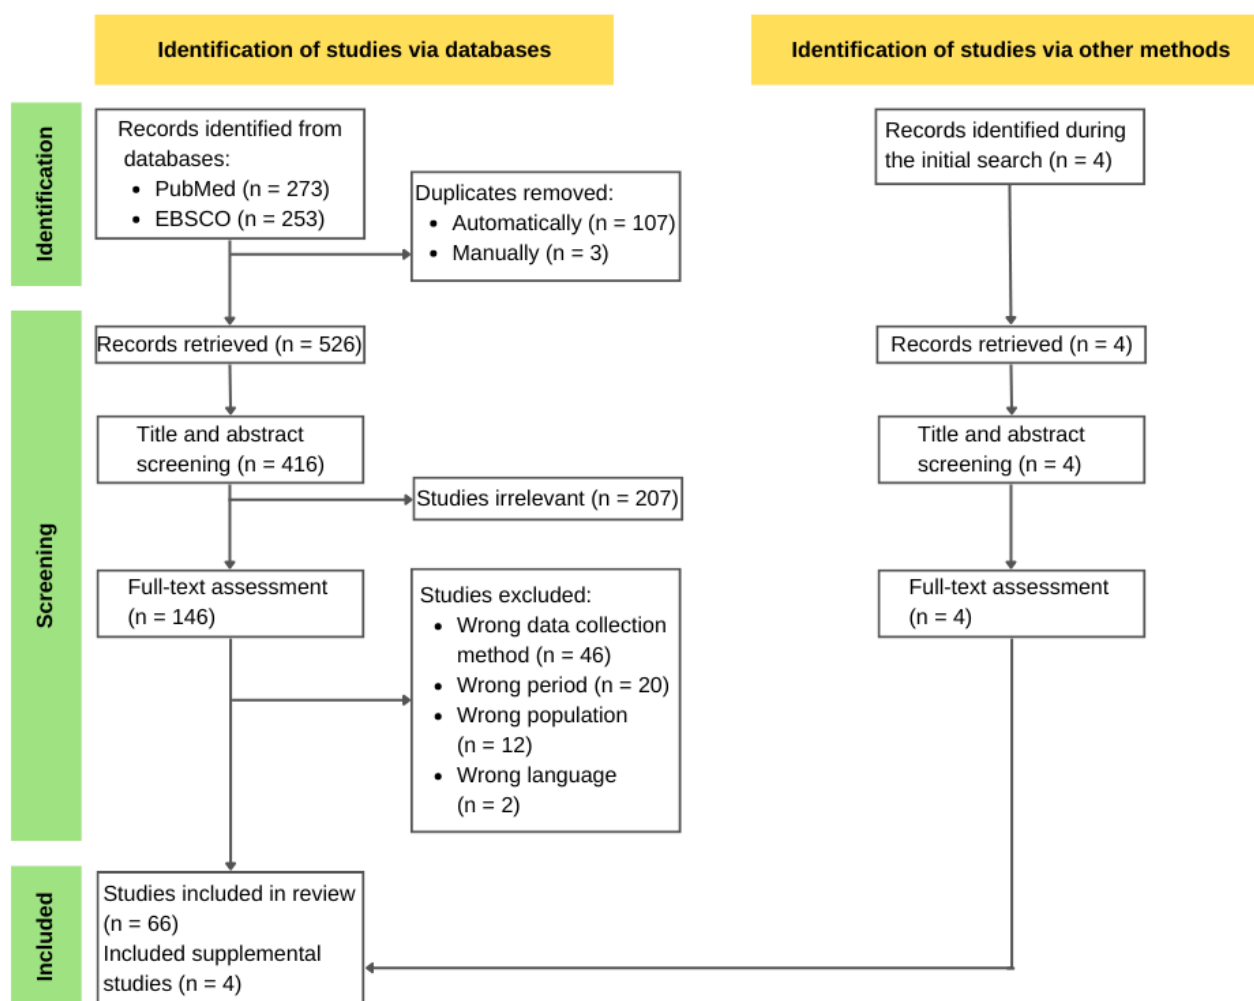 Identification of studies via databases
Identification of studies via other methods
Identification
Records identified from
databases:
• PubMed (n = 273)
• EBSCO (n = 253)
Duplicates removed:
• Automatically (n = 107)
• Manually (n = 3)
Records identified during
the initial search (n = 4)
Screening
Records retrieved (n = 526)
Records retrieved (n = 4)
Title and abstract
screening (n = 416)
Title and abstract
screening (n = 4)
Studies irrelevant (n = 207)
Full-text assessment
(n = 146)
Studies excluded:
• Wrong data collection
method (n = 46)
• Wrong period (n = 20)
• Wrong population
(n = 12)
• Wrong language
(n = 2)
Full-text assessment
(n = 4)
Included
Studies included in review
(n = 66)
Included supplemental
studies (n = 4)